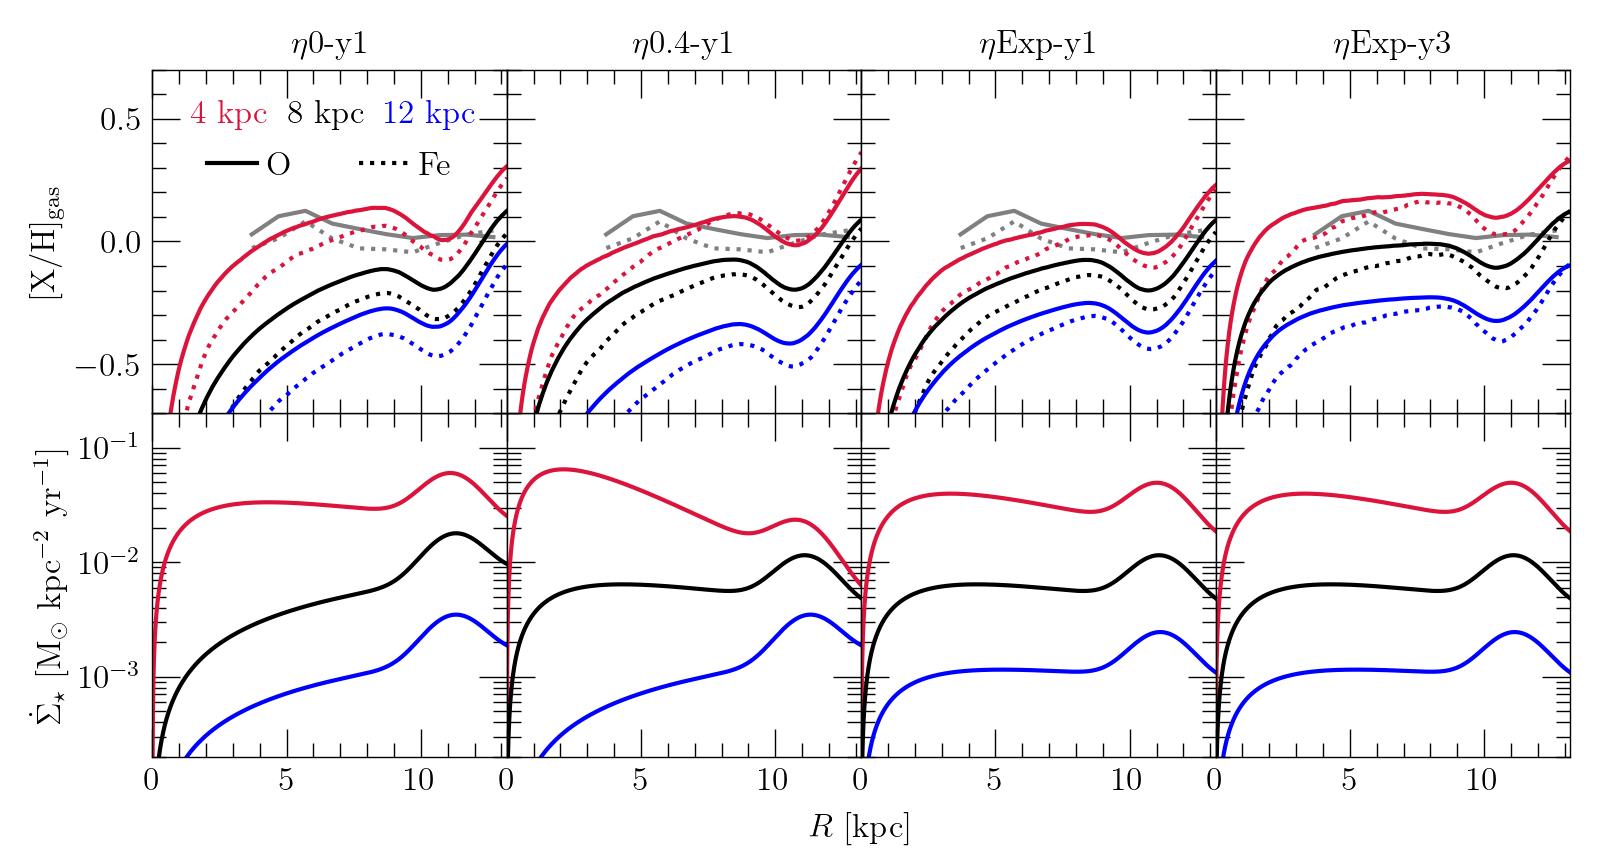 η0-y1 η0.4-y1 ηExp-y1 ηExp-y3
4 kpc 8 kpc 12 kpc
O Fe
[X/H]gas
0.5
0.0
−0.5
Σ̇⋆ [M⊙ kpc−2 yr−1]
10−1
10−2
10−3
0 5 10 0 5 10 0 5 10 0 5 10
R [kpc]